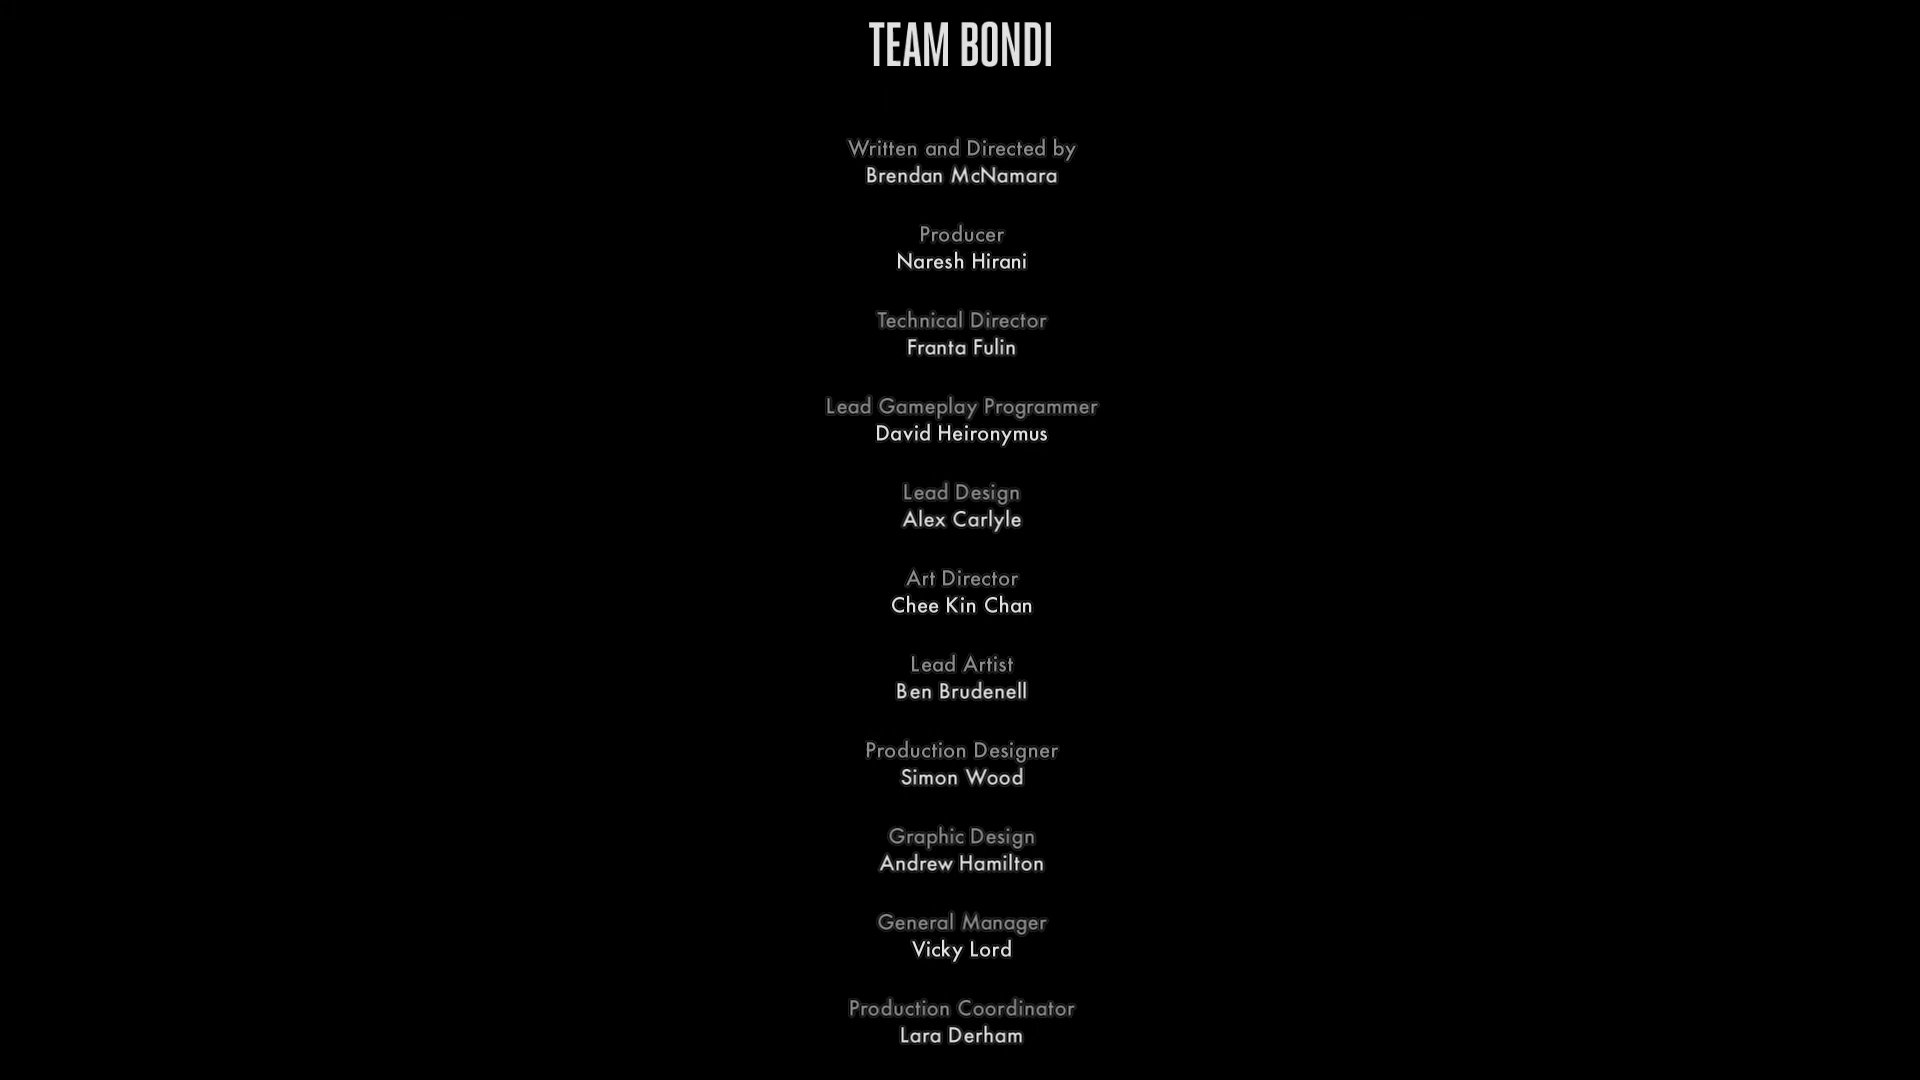 TEAM BONDI
Written and Directed by
Brendan McNamara
Producer
Naresh Hirani
Technical Director
Franta Fulin
Lead Gameplay Programmer
David Heironymus
Lead Design
Alex Carlyle
Art Director
Chee Kin Chan
Lead Artist
Ben Brudenell
Production Designer
Simon Wood
Graphic Design
Andrew Hamilton
General Manager
Vicky Lord
Production Coordinator
Lara Derham